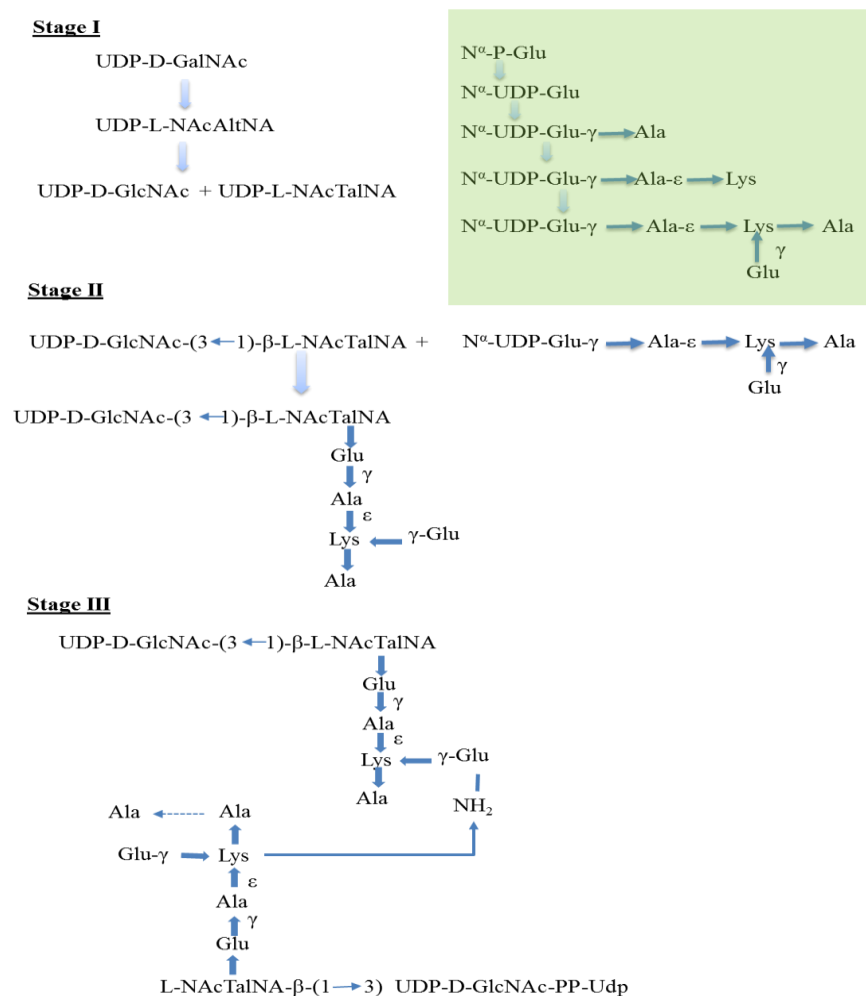 Stage I
UDP-D-GalNAc
UDP-L-NAcAltNA
UDP-D-GlcNAc + UDP-L-NAcTalNA
Nα-P-Glu
Nα-UDP-Glu
Nα-UDP-Glu-γ Ala
Nα-UDP-Glu-γ Ala-ε Lys
Nα-UDP-Glu-γ Ala-ε Lys Ala
γ
Glu
Stage II
UDP-D-GlcNAc-(3 1)-β-L-NAcTalNA + Nα-UDP-Glu-γ Ala-ε Lys Ala
γ
Glu
UDP-D-GlcNAc-(3 1)-β-L-NAcTalNA
Glu
γ
Ala
ε
Lys γ-Glu
Ala
Stage III
UDP-D-GlcNAc-(3 1)-β-L-NAcTalNA
Glu
γ
Ala
ε
Lys γ-Glu
Ala NH2
Ala Ala
Glu-γ Lys
ε
Ala
γ
Glu
L-NAcTalNA-β-(1 3) UDP-D-GlcNAc-PP-Udp